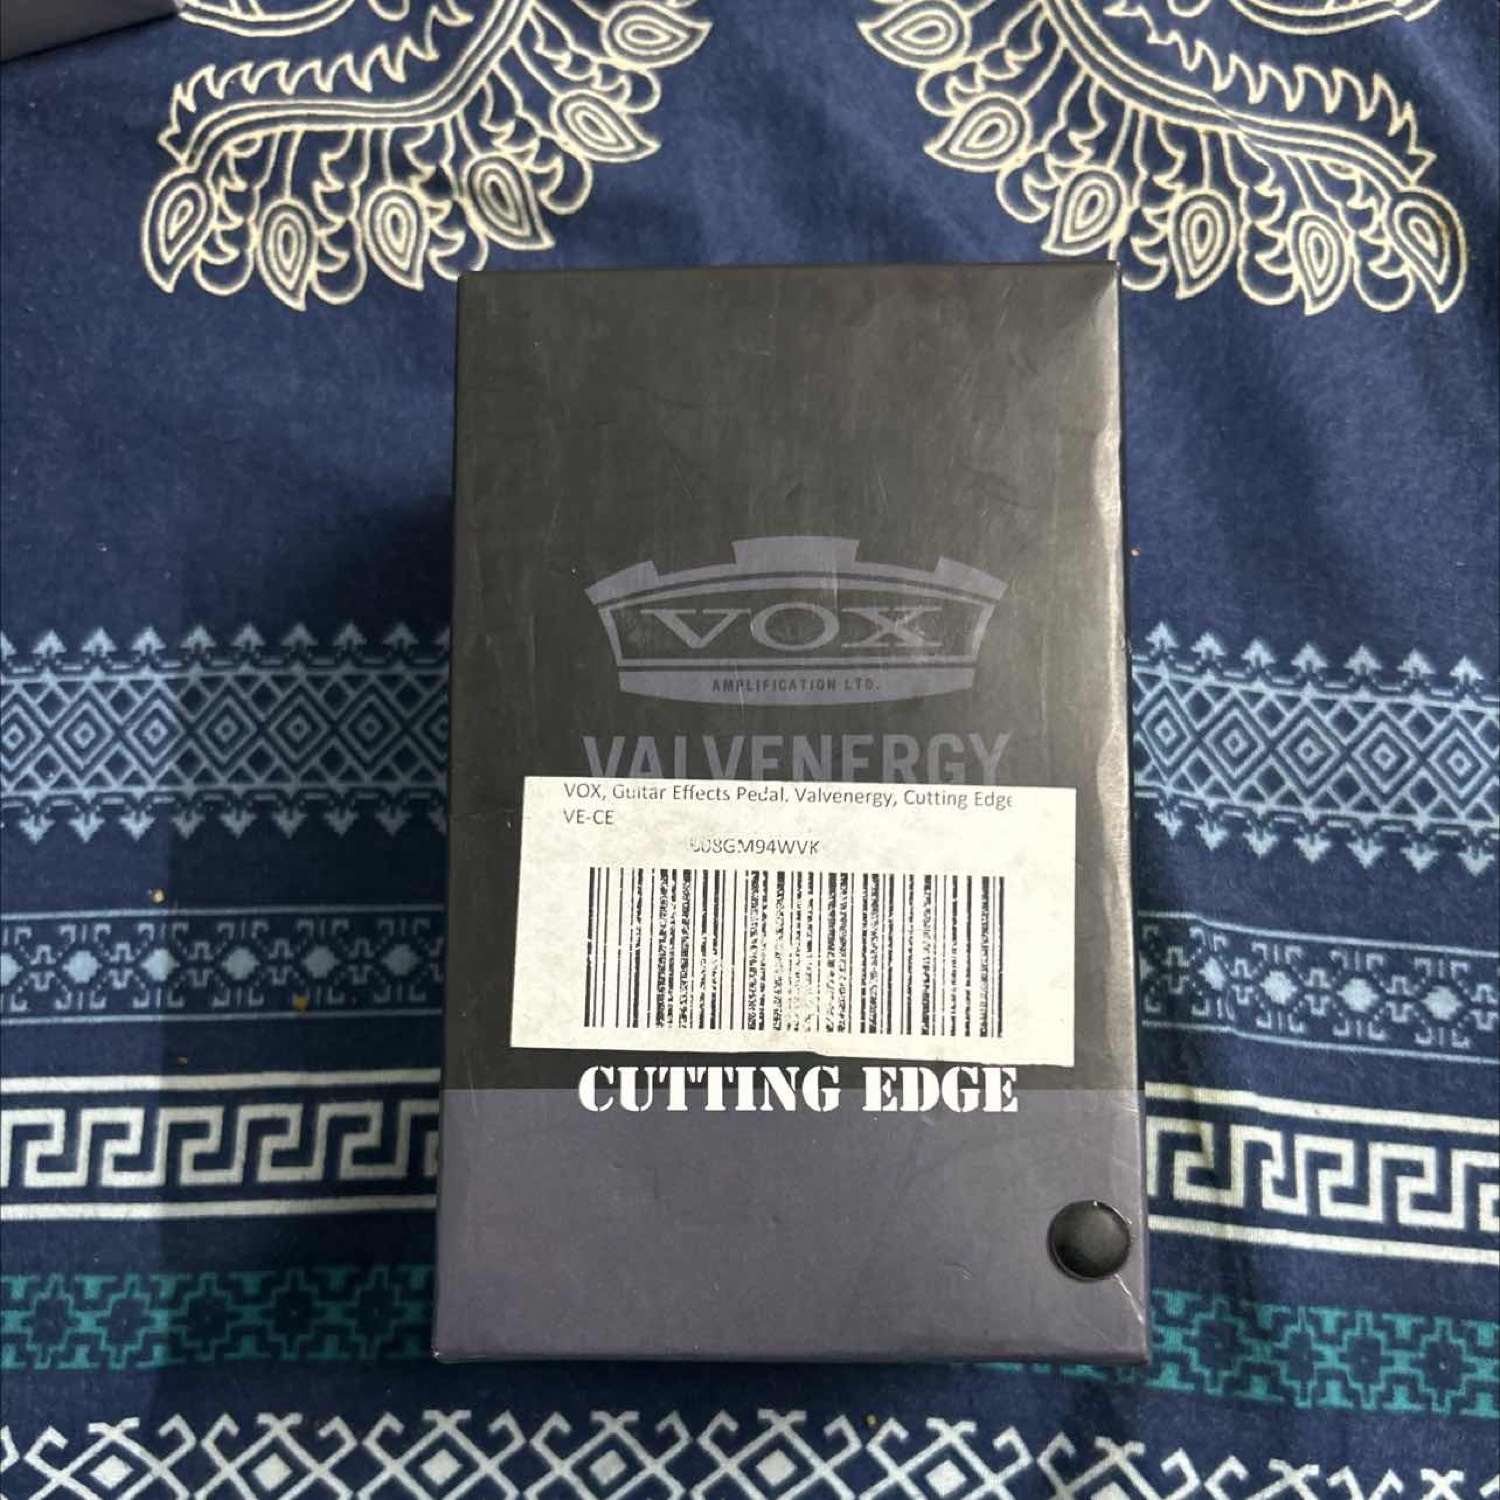 VOX
AMPLIFICATION LTD.
VALVENERGY
VOX, Guitar Effects Pedal, Valvenergy, Cutting Edge
VE-CE
CUTTING EDGE